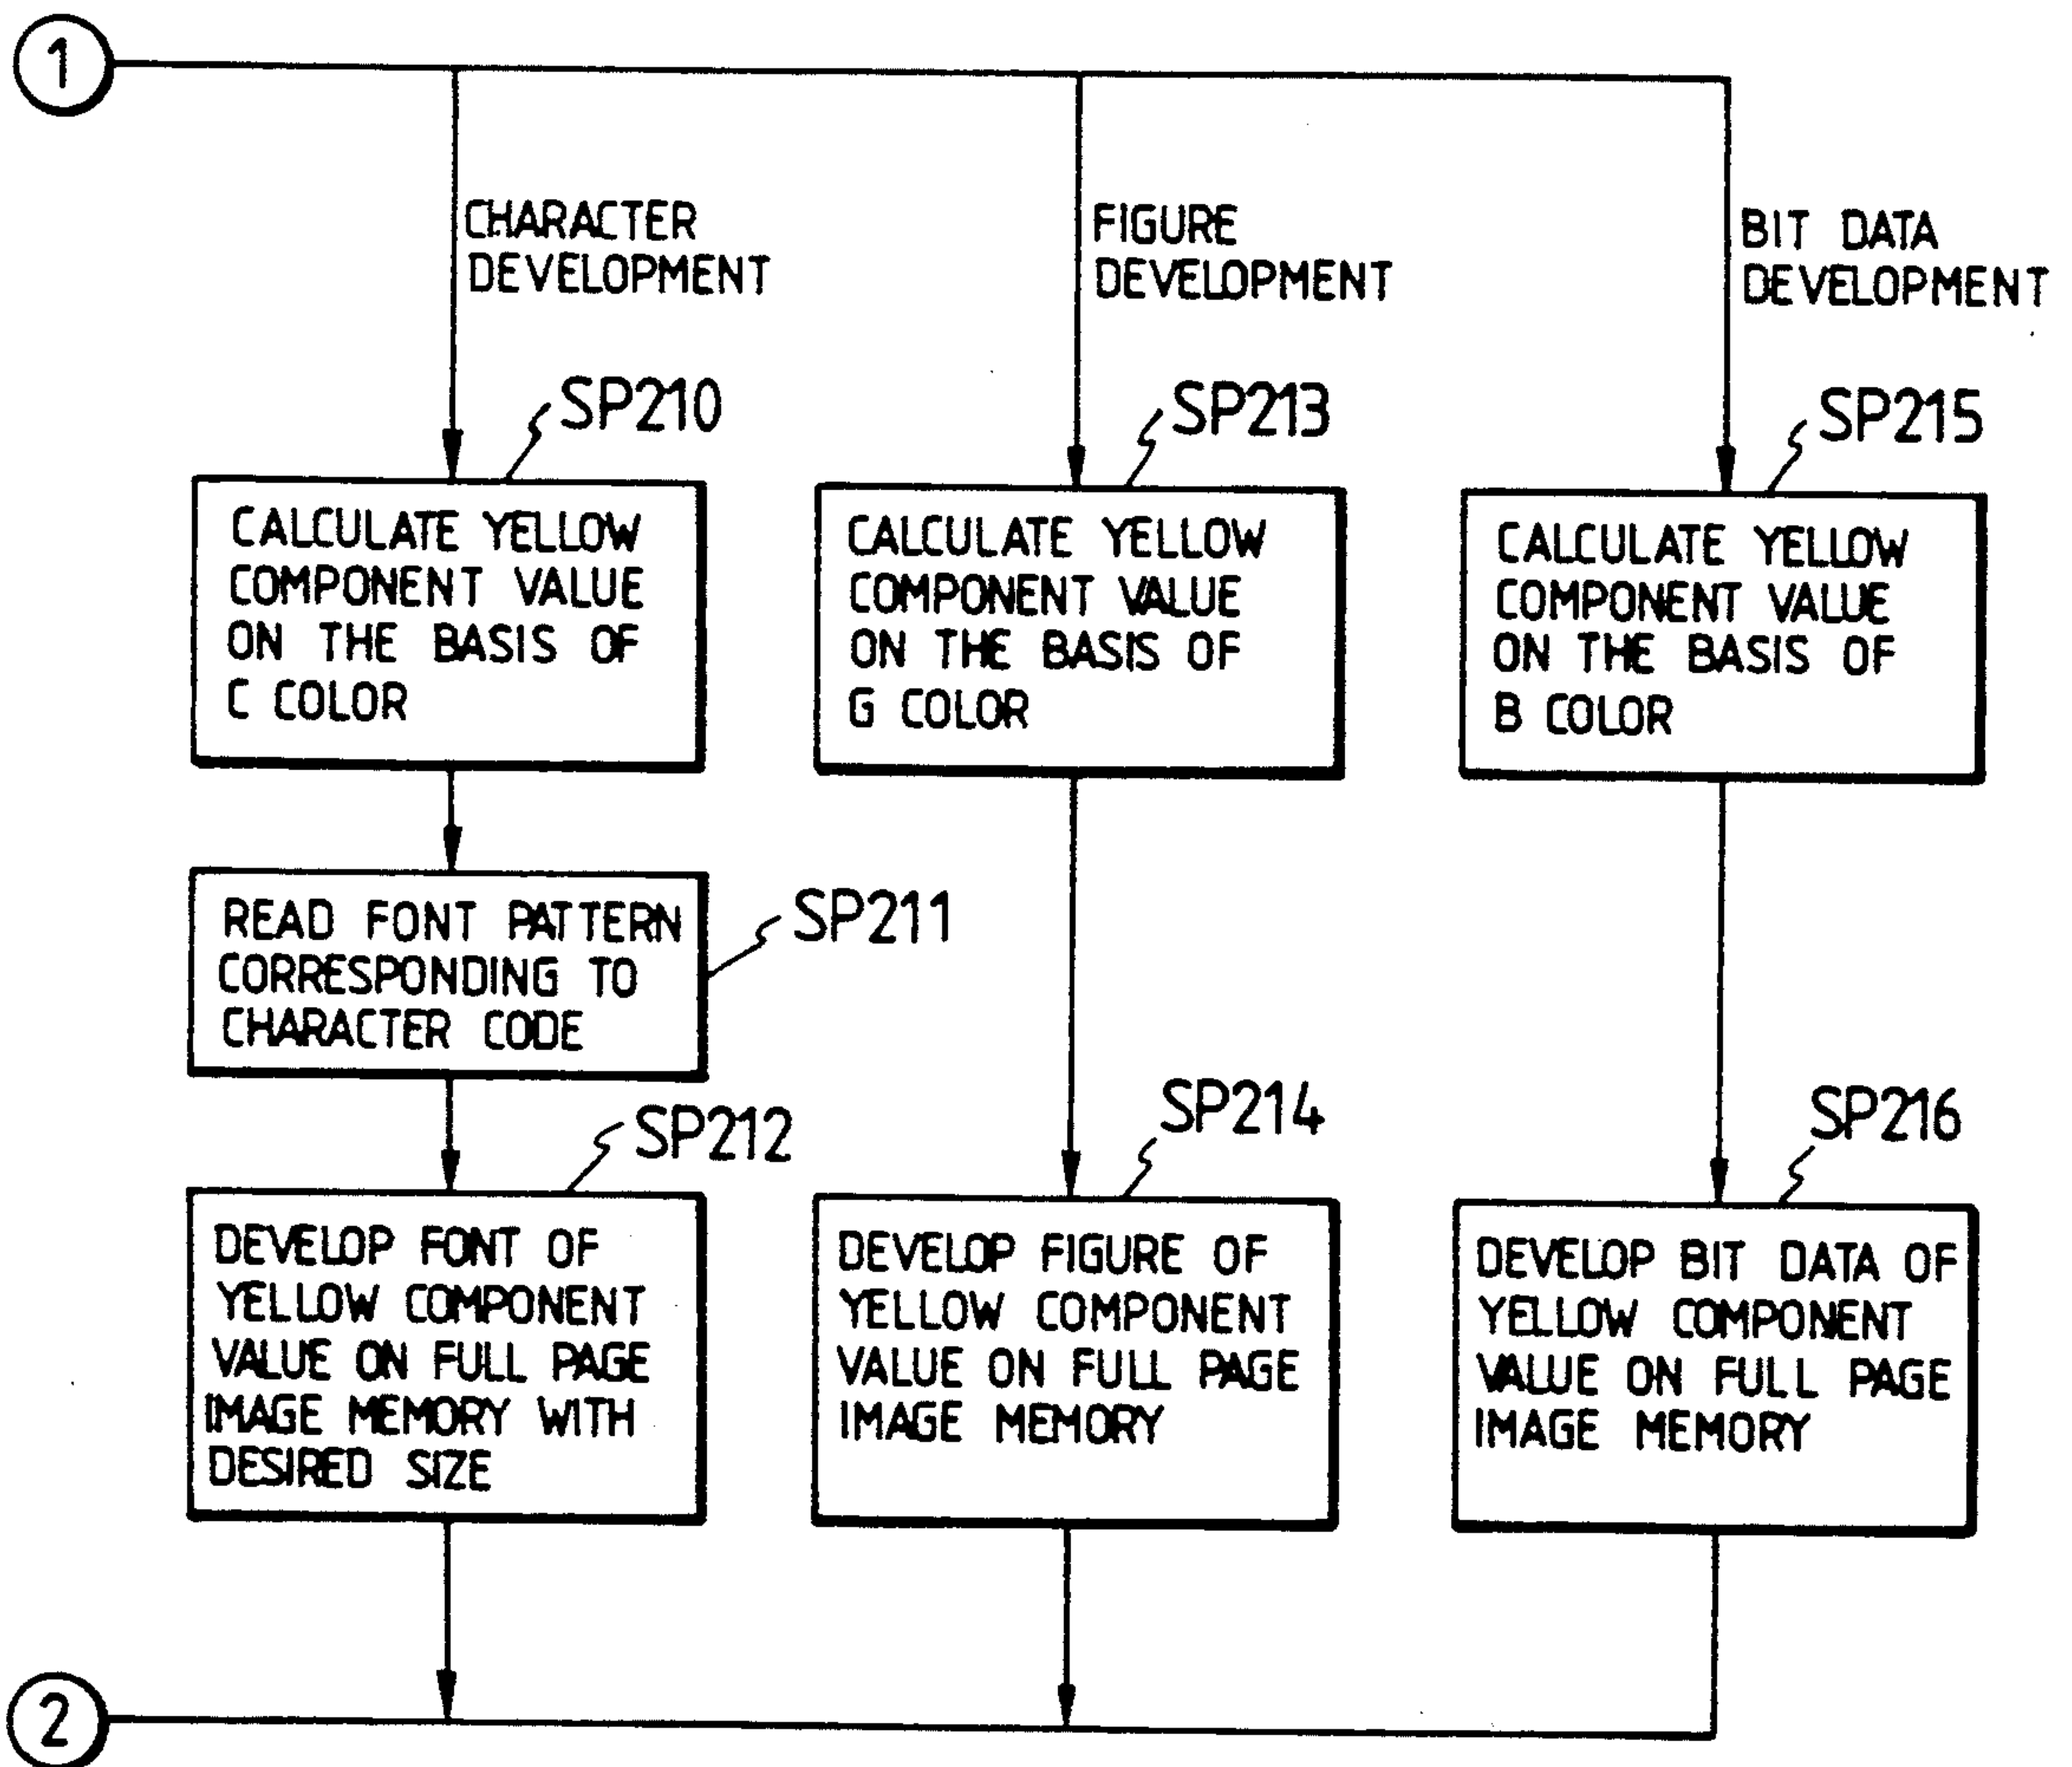 1
CHARACTER
DEVELOPMENT
FIGURE
DEVELOPMENT
BIT DATA
DEVELOPMENT
SP210
CALCULATE YELLOW
COMPONENT VALUE
ON THE BASIS OF
C COLOR
SP211
READ FONT PATTERN
CORRESPONDING TO
CHARACTER CODE
SP212
DEVELOP FONT OF
YELLOW COMPONENT
VALUE ON FULL PAGE
IMAGE MEMORY WITH
DESIRED SIZE
SP213
CALCULATE YELLOW
COMPONENT VALUE
ON THE BASIS OF
G COLOR
SP214
DEVELOP FIGURE OF
YELLOW COMPONENT
VALUE ON FULL PAGE
IMAGE MEMORY
SP215
CALCULATE YELLOW
COMPONENT VALUE
ON THE BASIS OF
B COLOR
SP216
DEVELOP BIT DATA OF
YELLOW COMPONENT
VALUE ON FULL PAGE
IMAGE MEMORY
2